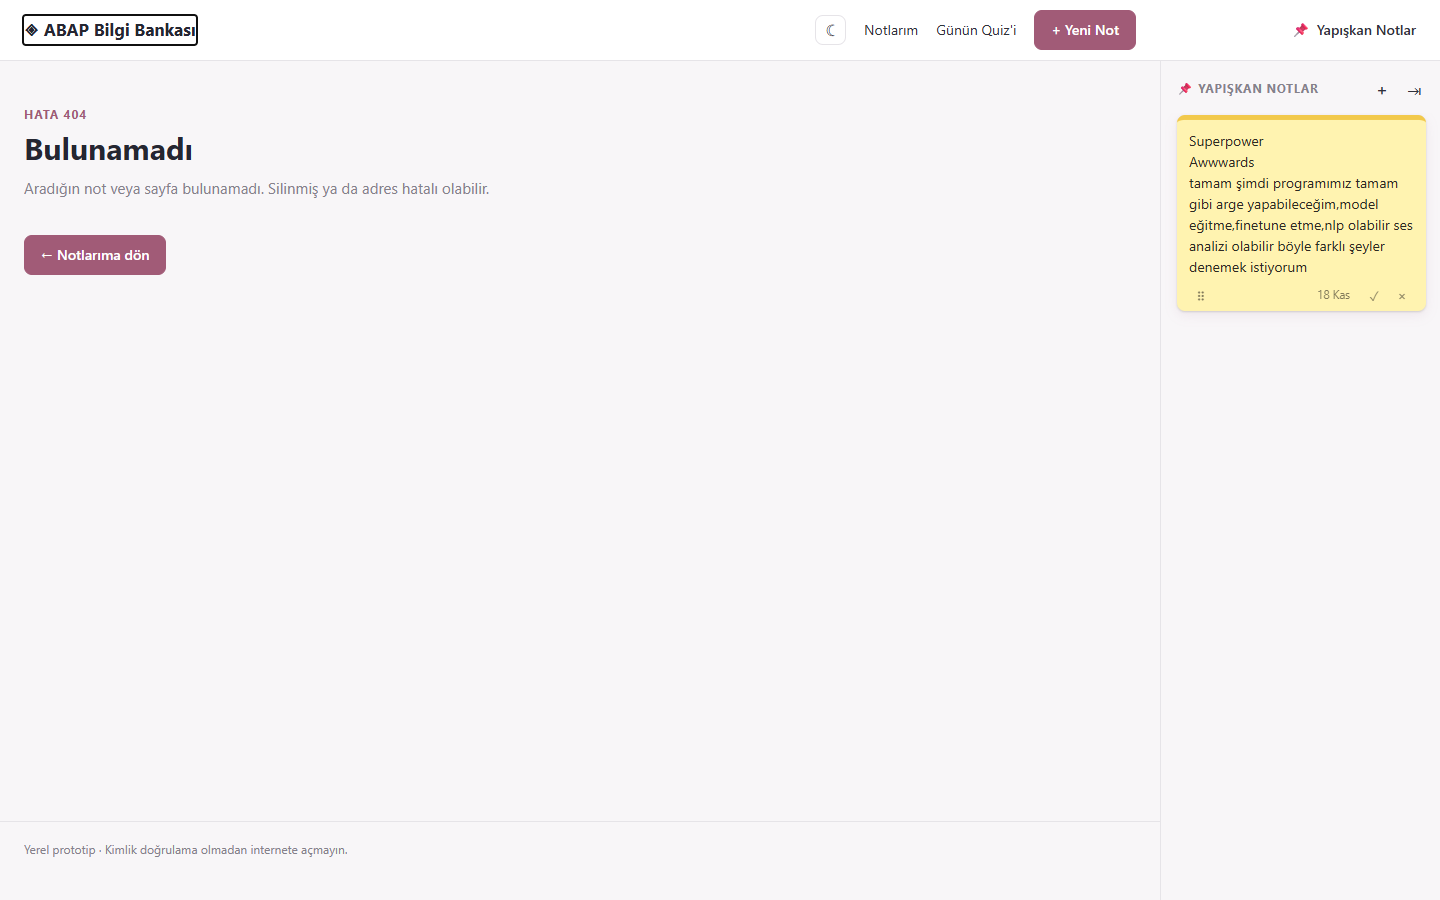 ◈ ABAP Bilgi Bankası
☾ Notlarım Günün Quiz'i + Yeni Not
📌 Yapışkan Notlar
HATA 404
Bulunamadı
Aradığın not veya sayfa bulunamadı. Silinmiş ya da adres hatalı olabilir.
← Notlarıma dön
📌 YAPIŞKAN NOTLAR + ⇥
Superpower
Awwwards
tamam şimdi programımız tamam
gibi arge yapabileceğim,model
eğitme,finetune etme,nlp olabilir ses
analizi olabilir böyle farklı şeyler
denemek istiyorum
⠿ 18 Kas ✓ ×
Yerel prototip · Kimlik doğrulama olmadan internete açmayın.